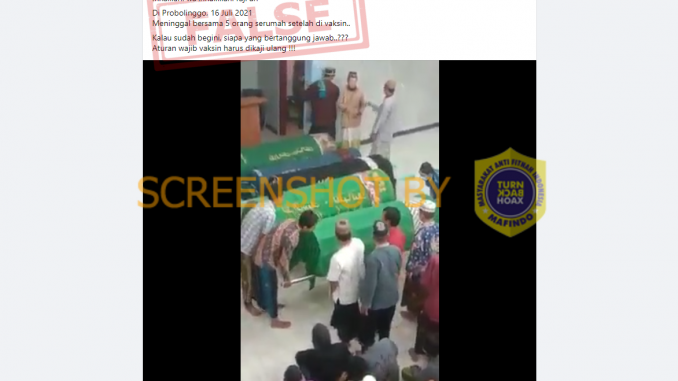 Di Probolinggo, 16 Juli 2021
Meninggal bersama 5 orang serumah setelah di vaksin..
Kalau sudah begini, siapa yang bertanggung jawab..???
Aturan wajib vaksin harus dikaji ulang !!!
FALSE
SCREENSHOT BY
MASYARAKAT ANTI FITNAH INDONESIA
TURN
BACK
HOAX
MAFINDO